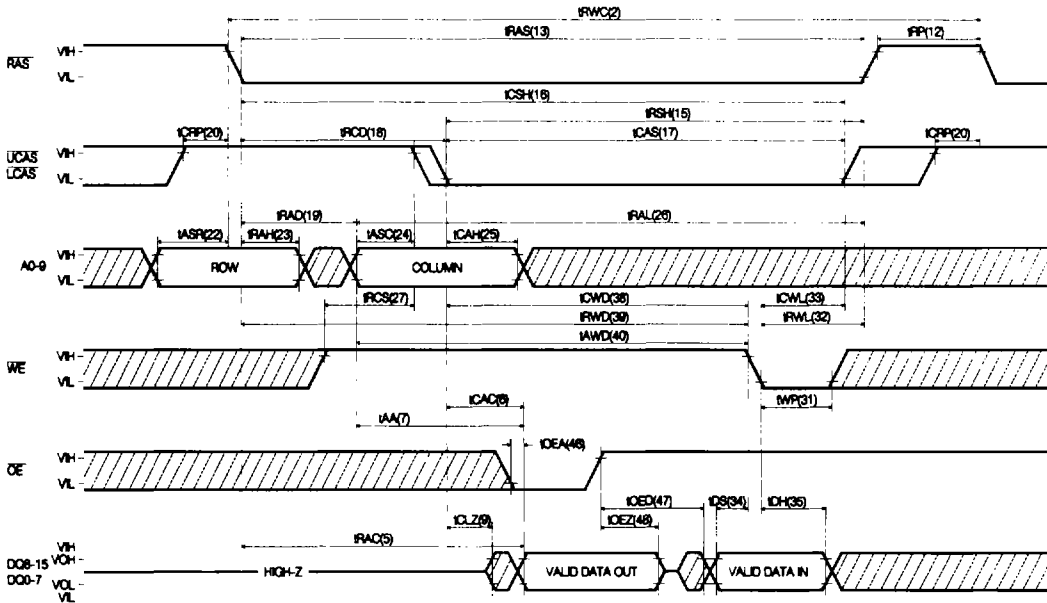 tRWC(2)
tRAS(13) tRP(12)
RAS VIH VIL
tCSH(16)
tRSH(15)
tCRP(20) tRCD(18) tCAS(17) tCRP(20)
UCAS LCAS VIH VIL
tRAD(19) tRAL(26)
tASR(22) tRAH(23) tASC(24) tCAH(25)
A0-9 VIH VIL ROW COLUMN
tRCS(27) tCWD(38) tCWL(33)
tRWD(39) tRWL(32)
tAWD(40)
WE VIH VIL
tCAC(6) tWP(31)
tAA(7)
tOEA(46)
OE VIH VIL
tOED(47) tDS(34) tDH(35)
tCLZ(9) tOEZ(48)
tRAC(5)
DQ8-15 DQ0-7 VIH VOH VOL VIL HIGH-Z VALID DATA OUT VALID DATA IN